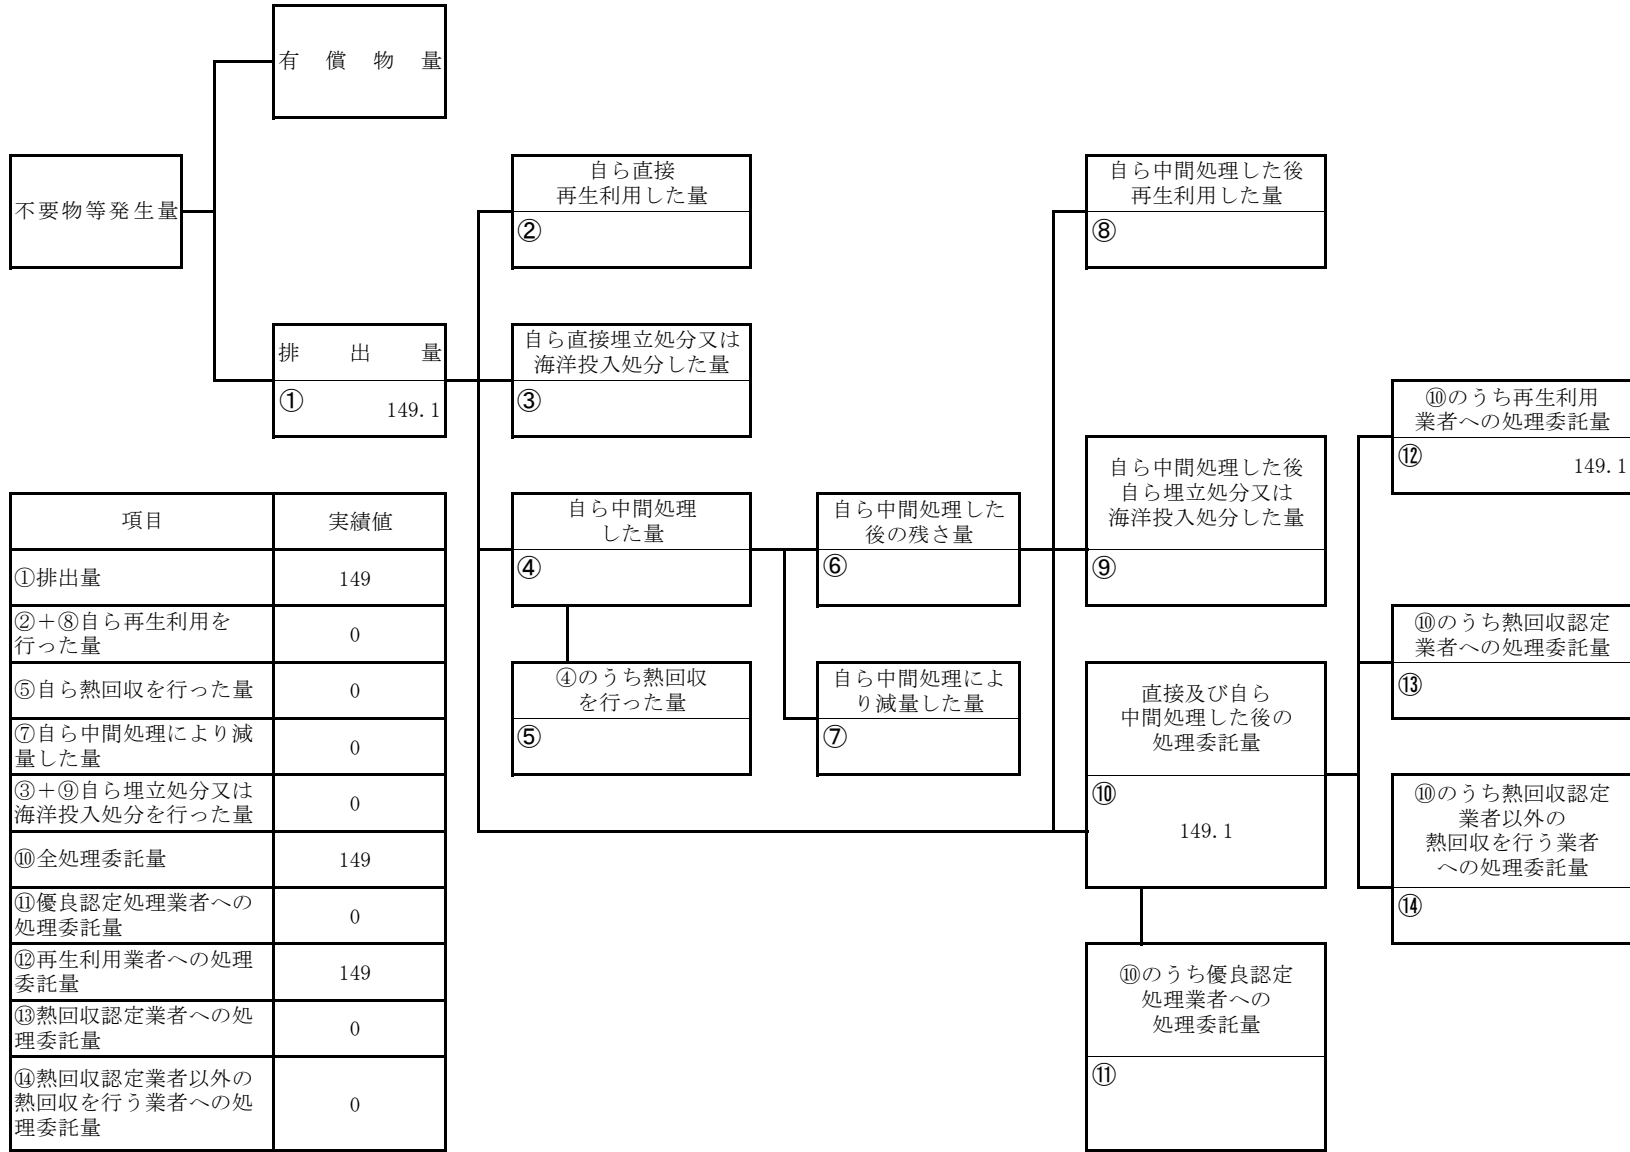 有償物量
不要物等発生量
排出量
①
149.1
自ら直接
再生利用した量
②
自ら直接埋立処分又は
海洋投入処分した量
③
自ら中間処理
した量
④
④のうち熱回収
を行った量
⑤
自ら中間処理した
後の残さ量
⑥
自ら中間処理によ
り減量した量
⑦
自ら中間処理した後
再生利用した量
⑧
自ら中間処理した後
自ら埋立処分又は
海洋投入処分した量
⑨
直接及び自ら
中間処理した後の
処理委託量
⑩
149.1
⑩のうち優良認定
処理業者への
処理委託量
⑪
⑩のうち再生利用
業者への処理委託量
⑫
149.1
⑩のうち熱回収認定
業者への処理委託量
⑬
⑩のうち熱回収認定
業者以外の
熱回収を行う業者
への処理委託量
⑭
項目
実績値
①排出量
149
②+⑧自ら再生利用を
行った量
0
⑤自ら熱回収を行った量
0
⑦自ら中間処理により減
量した量
0
③+⑨自ら埋立処分又は
海洋投入処分を行った量
0
⑩全処理委託量
149
⑪優良認定処理業者への
処理委託量
0
⑫再生利用業者への処理
委託量
149
⑬熱回収認定業者への処
理委託量
0
⑭熱回収認定業者以外の
熱回収を行う業者への処
理委託量
0